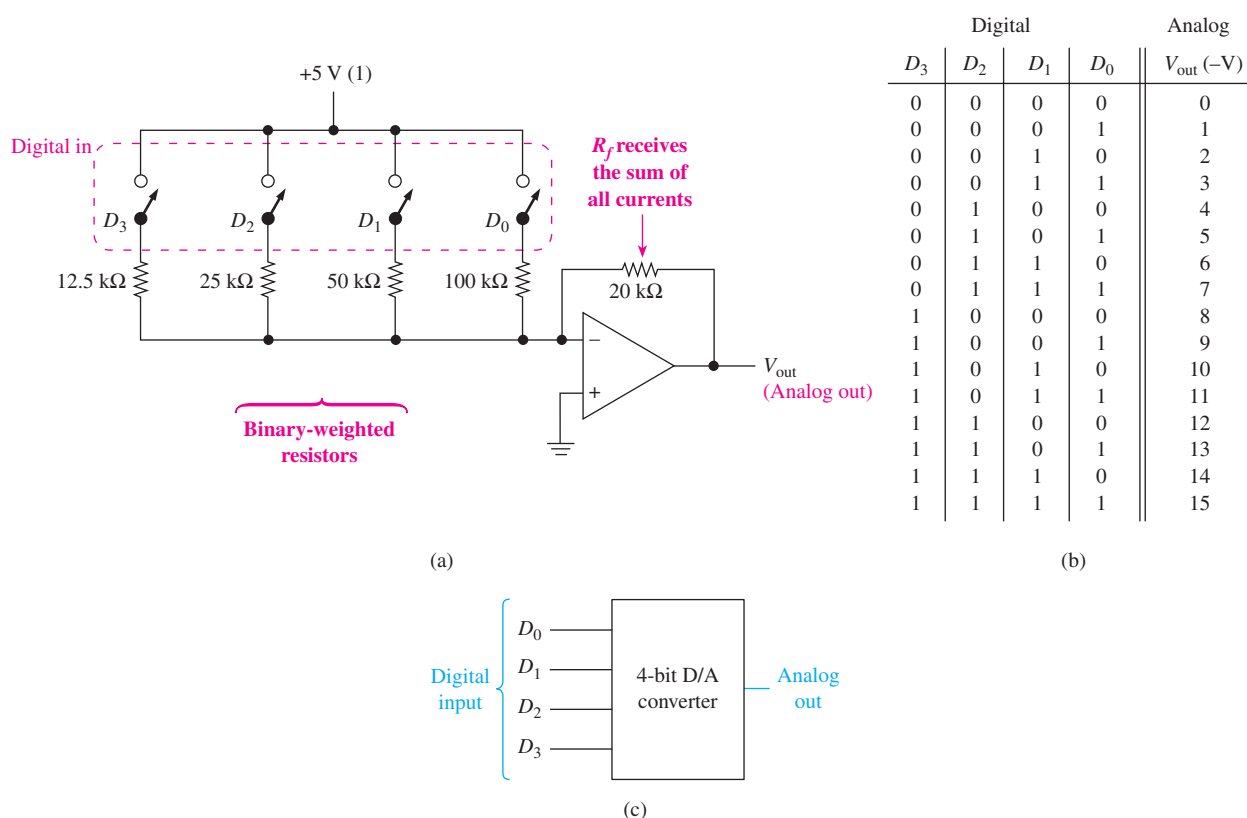 +5 V (1)
Digital in
D3
D2
D1
D0
12.5 kΩ
25 kΩ
50 kΩ
100 kΩ
Rf receives
the sum of
all currents
20 kΩ
−
+
Vout
(Analog out)
Binary-weighted
resistors
(a)
Digital Analog
D3 D2 D1 D0 Vout (–V)
0 0 0 0 0
0 0 0 1 1
0 0 1 0 2
0 0 1 1 3
0 1 0 0 4
0 1 0 1 5
0 1 1 0 6
0 1 1 1 7
1 0 0 0 8
1 0 0 1 9
1 0 1 0 10
1 0 1 1 11
1 1 0 0 12
1 1 0 1 13
1 1 1 0 14
1 1 1 1 15
(b)
Digital
input
D0
D1
D2
D3
4-bit D/A
converter
Analog
out
(c)